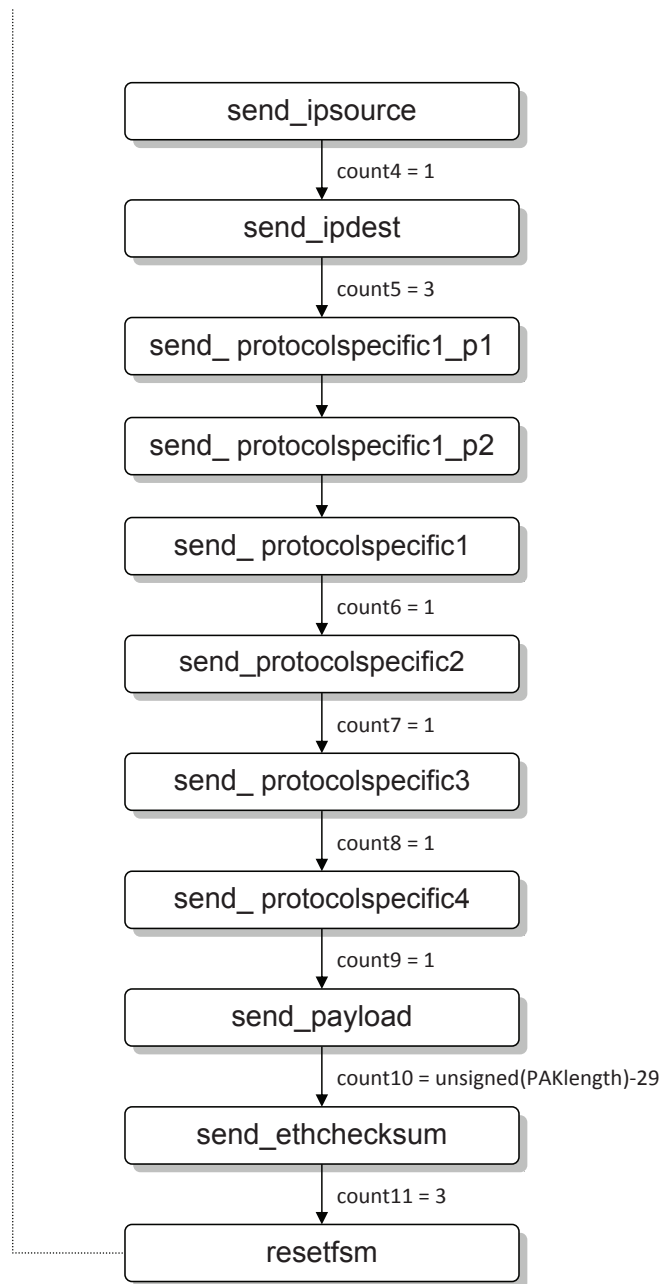 send_ipsource
count4 = 1
send_ipdest
count5 = 3
send_ protocolspecific1_p1
send_ protocolspecific1_p2
send_ protocolspecific1
count6 = 1
send_protocolspecific2
count7 = 1
send_ protocolspecific3
count8 = 1
send_ protocolspecific4
count9 = 1
send_payload
count10 = unsigned(PAKlength)-29
send_ethchecksum
count11 = 3
resetfsm